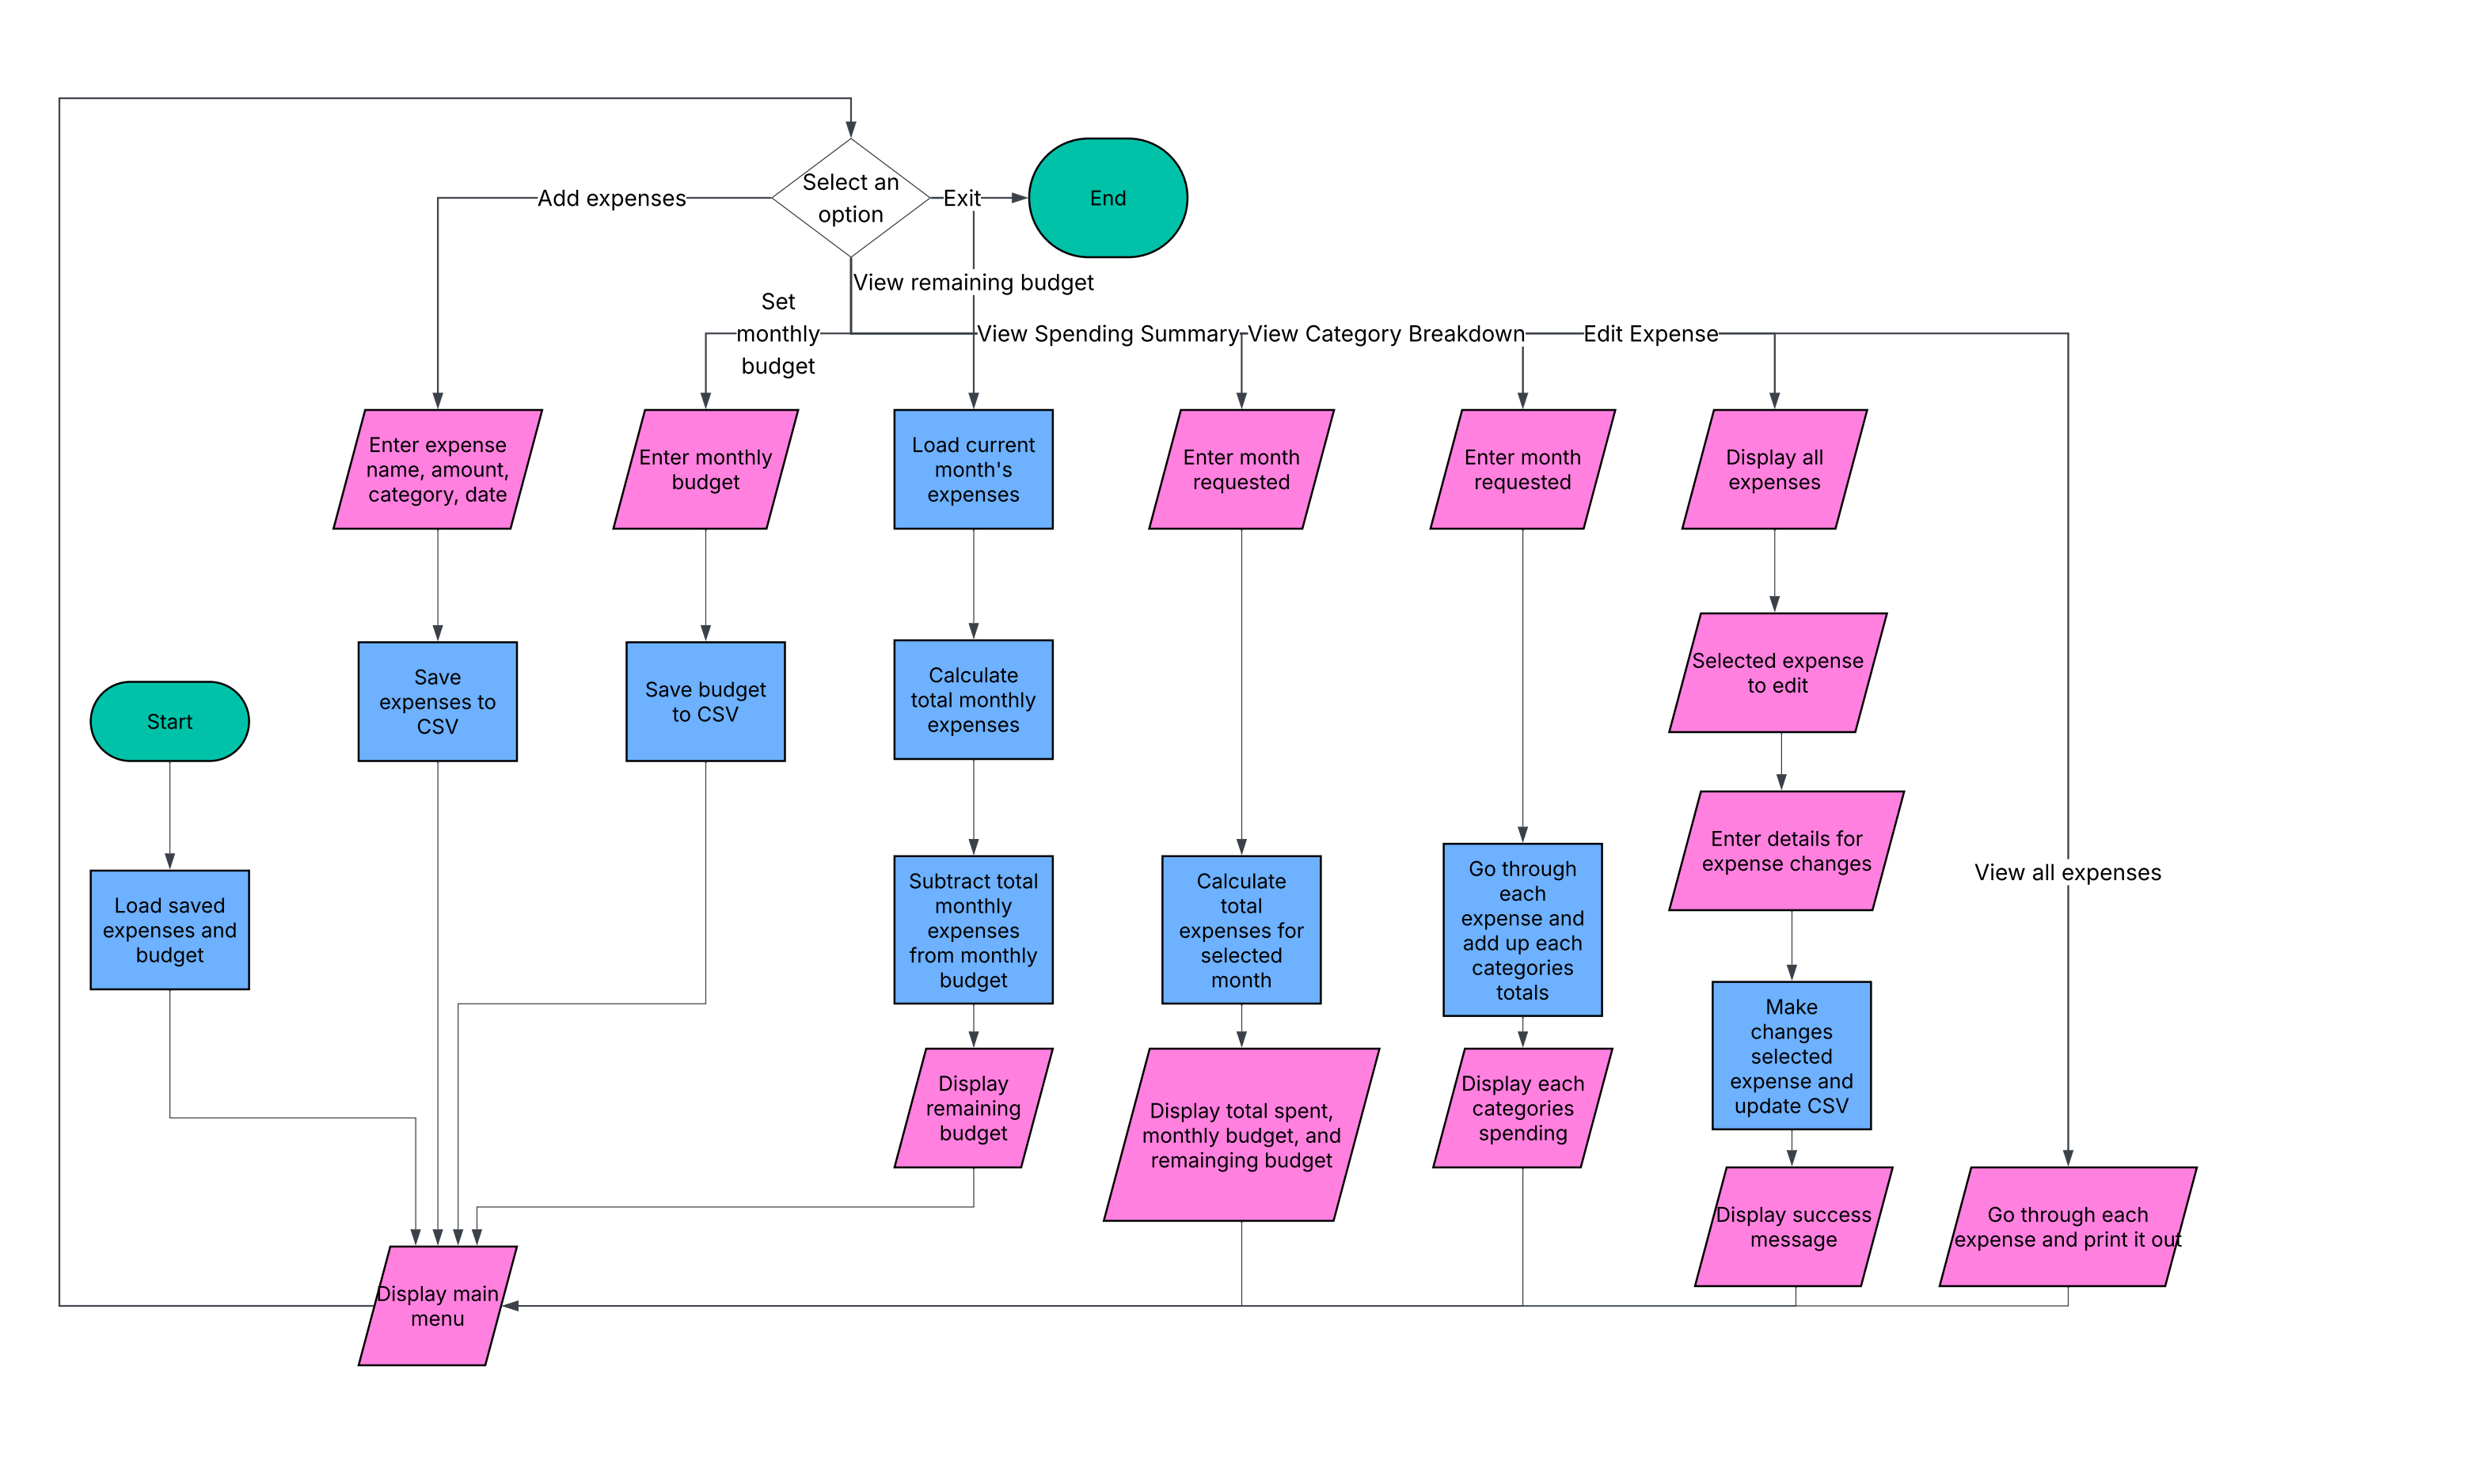 Select an
option
Add expenses
Exit
End
View remaining budget
Set
monthly
budget
View Spending Summary
View Category Breakdown
Edit Expense
Enter expense
name, amount,
category, date
Enter monthly
budget
Load current
month's
expenses
Enter month
requested
Enter month
requested
Display all
expenses
Selected expense
to edit
Save
expenses to
CSV
Save budget
to CSV
Calculate
total monthly
expenses
Start
Enter details for
expense changes
View all expenses
Load saved
expenses and
budget
Subtract total
monthly
expenses
from monthly
budget
Calculate
total
expenses for
selected
month
Go through
each
expense and
add up each
categories
totals
Make
changes
selected
expense and
update CSV
Display
remaining
budget
Display total spent,
monthly budget, and
remainging budget
Display each
categories
spending
Display success
message
Go through each
expense and print it out
Display main
menu